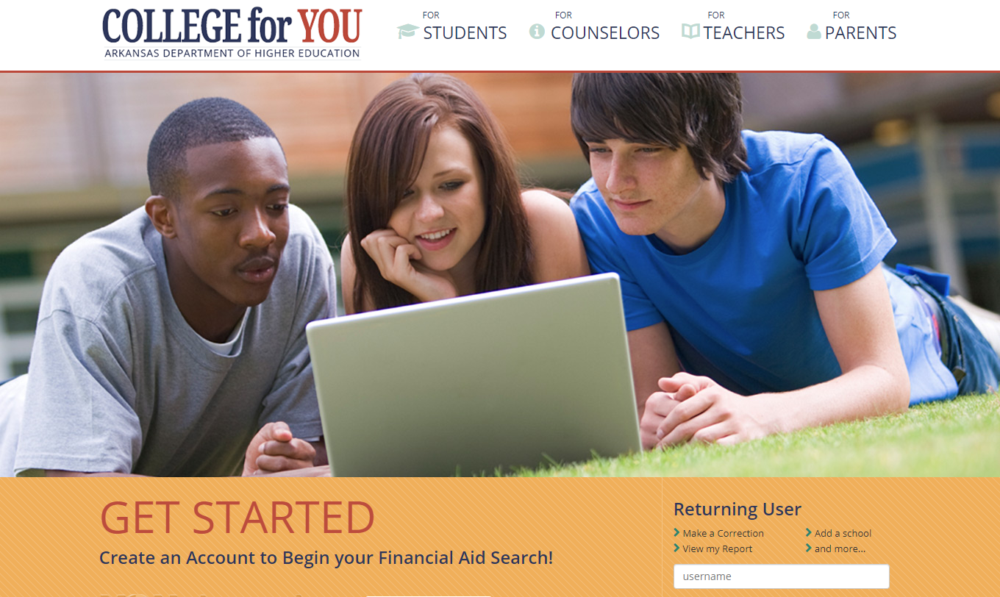 COLLEGE for YOU
ARKANSAS DEPARTMENT OF HIGHER EDUCATION
FOR
STUDENTS
FOR
COUNSELORS
FOR
TEACHERS
FOR
PARENTS
GET STARTED
Create an Account to Begin your Financial Aid Search!
Returning User
Make a Correction
Add a school
View my Report
and more...
username